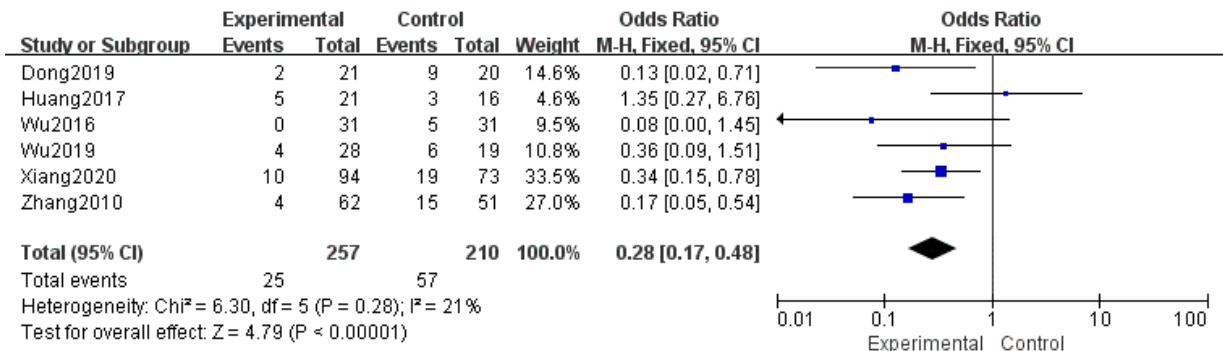 Experimental Control Odds Ratio Odds Ratio
Study or Subgroup Events Total Events Total Weight M-H, Fixed, 95% CI M-H, Fixed, 95% CI
Dong2019 2 21 9 20 14.6% 0.13 [0.02, 0.71]
Huang2017 5 21 3 16 4.6% 1.35 [0.27, 6.76]
Wu2016 0 31 5 31 9.5% 0.08 [0.00, 1.45]
Wu2019 4 28 6 19 10.8% 0.36 [0.09, 1.51]
Xiang2020 10 94 19 73 33.5% 0.34 [0.15, 0.78]
Zhang2010 4 62 15 51 27.0% 0.17 [0.05, 0.54]
Total (95% CI) 257 210 100.0% 0.28 [0.17, 0.48]
Total events 25 57
Heterogeneity: Chi² = 6.30, df = 5 (P = 0.28); I² = 21%
Test for overall effect: Z = 4.79 (P < 0.00001)
0.01 0.1 1 10 100
Experimental Control